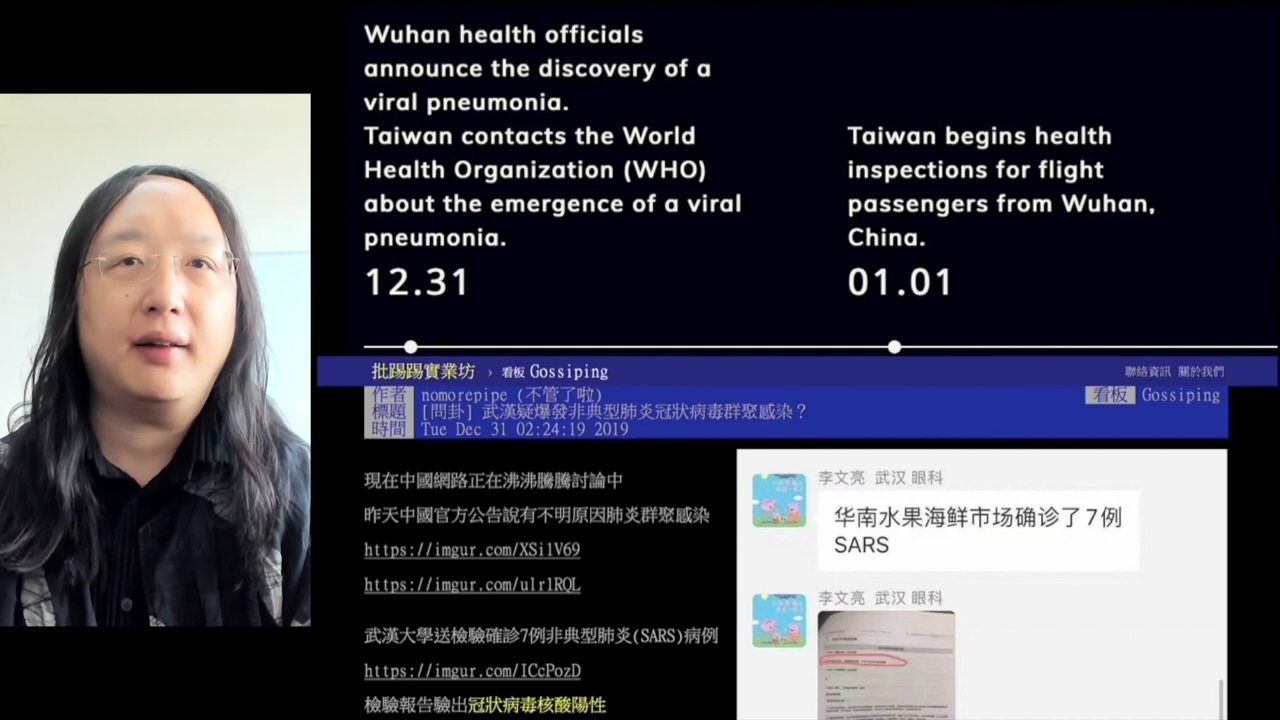 Wuhan health officials
announce the discovery of a
viral pneumonia.
Taiwan contacts the World
Health Organization (WHO)
about the emergence of a viral
pneumonia.
12.31
Taiwan begins health
inspections for flight
passengers from Wuhan,
China.
01.01
批踢踢實業坊 › 看板 Gossiping
聯絡資訊 關於我們
作者 nomorepipe (不管了啦)
看板 Gossiping
標題 [問卦] 武漢疑爆發非典型肺炎冠狀病毒群聚感染？
時間 Tue Dec 31 02:24:19 2019
現在中國網路正在沸沸騰騰討論中
昨天中國官方公告說有不明原因肺炎群聚感染
https://imgur.com/XSi1V69
https://imgur.com/ulr1RQL
武漢大學送檢驗確診7例非典型肺炎(SARS)病例
https://imgur.com/ICcPozD
檢驗報告驗出冠狀病毒核酸陽性
李文亮 武汉 眼科
华南水果海鲜市场确诊了7例
SARS
李文亮 武汉 眼科